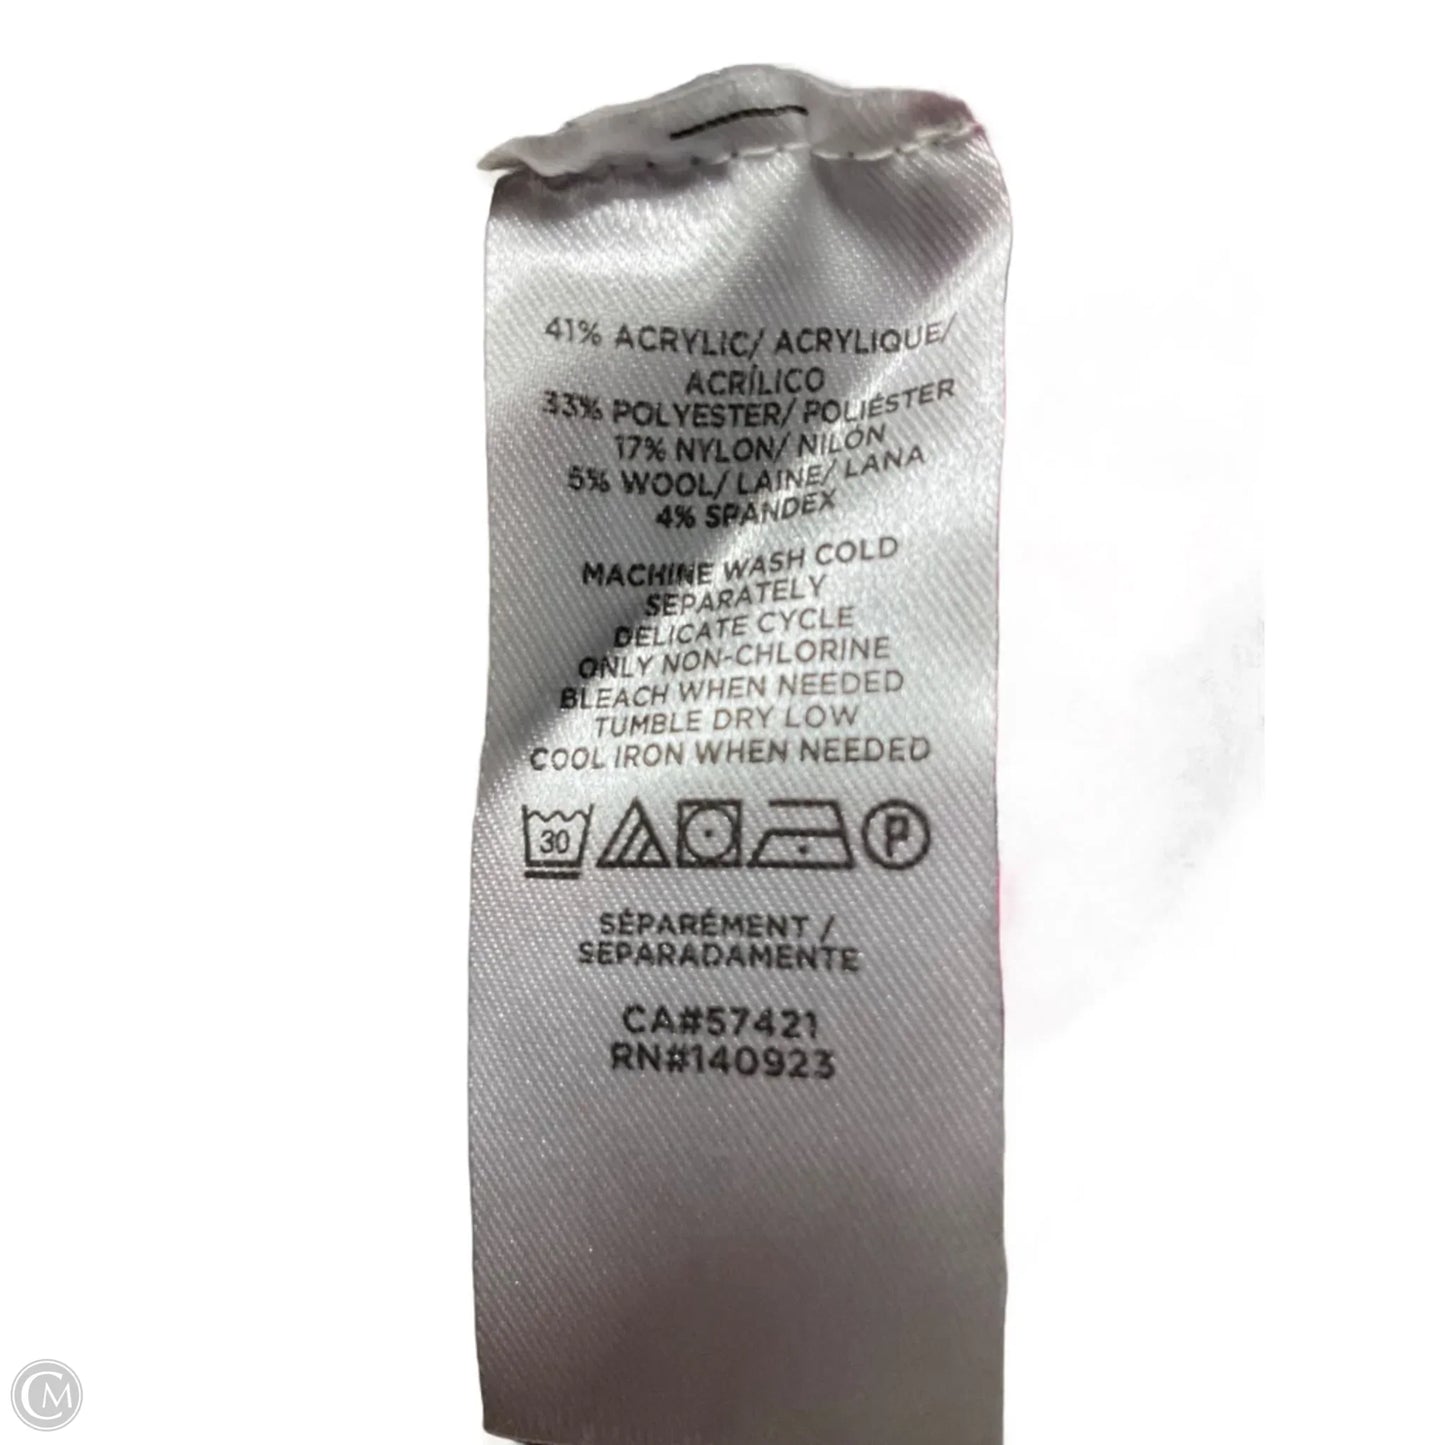 41% ACRYLIC/ ACRYLIQUE/
ACRÍLICO
33% POLYESTER/ POLIÉSTER
17% NYLON/ NILÓN
5% WOOL/ LAINE/ LANA
4% SPANDEX
MACHINE WASH COLD
SEPARATELY
DELICATE CYCLE
ONLY NON-CHLORINE
BLEACH WHEN NEEDED
TUMBLE DRY LOW
COOL IRON WHEN NEEDED
30 P
SÉPARÉMENT /
SEPARADAMENTE
CA#57421
RN#140923
CM